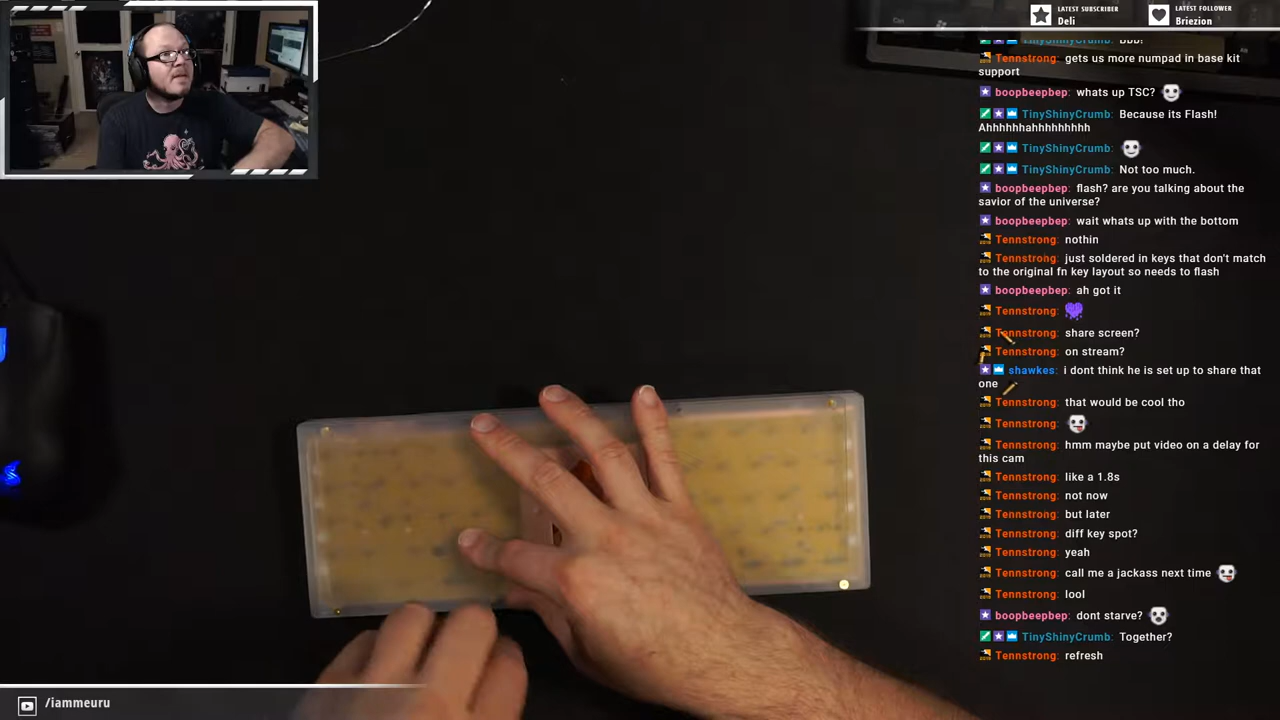 LATEST SUBSCRIBER
Deli
LATEST FOLLOWER
Briezion
TinyShinyCrumb: Bbb!
Tennstrong: gets us more numpad in base kit
support
boopbeepbep: whats up TSC?
TinyShinyCrumb: Because its Flash!
Ahhhhhhahhhhhhhhh
TinyShinyCrumb:
TinyShinyCrumb: Not too much.
boopbeepbep: flash? are you talking about the
savior of the universe?
boopbeepbep: wait whats up with the bottom
Tennstrong: nothin
Tennstrong: just soldered in keys that don't match
to the original fn key layout so needs to flash
boopbeepbep: ah got it
Tennstrong:
Tennstrong: share screen?
Tennstrong: on stream?
shawkes: i dont think he is set up to share that
one
Tennstrong: that would be cool tho
Tennstrong:
Tennstrong: hmm maybe put video on a delay for
this cam
Tennstrong: like a 1.8s
Tennstrong: not now
Tennstrong: but later
Tennstrong: diff key spot?
Tennstrong: yeah
Tennstrong: call me a jackass next time
Tennstrong: lool
boopbeepbep: dont starve?
TinyShinyCrumb: Together?
Tennstrong: refresh
/iammeuru